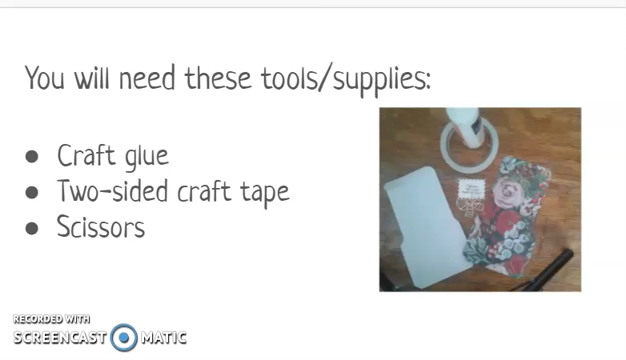 You will need these tools/supplies:
● Craft glue
● Two-sided craft tape
● Scissors
RECORDED WITH
SCREENCAST MATIC